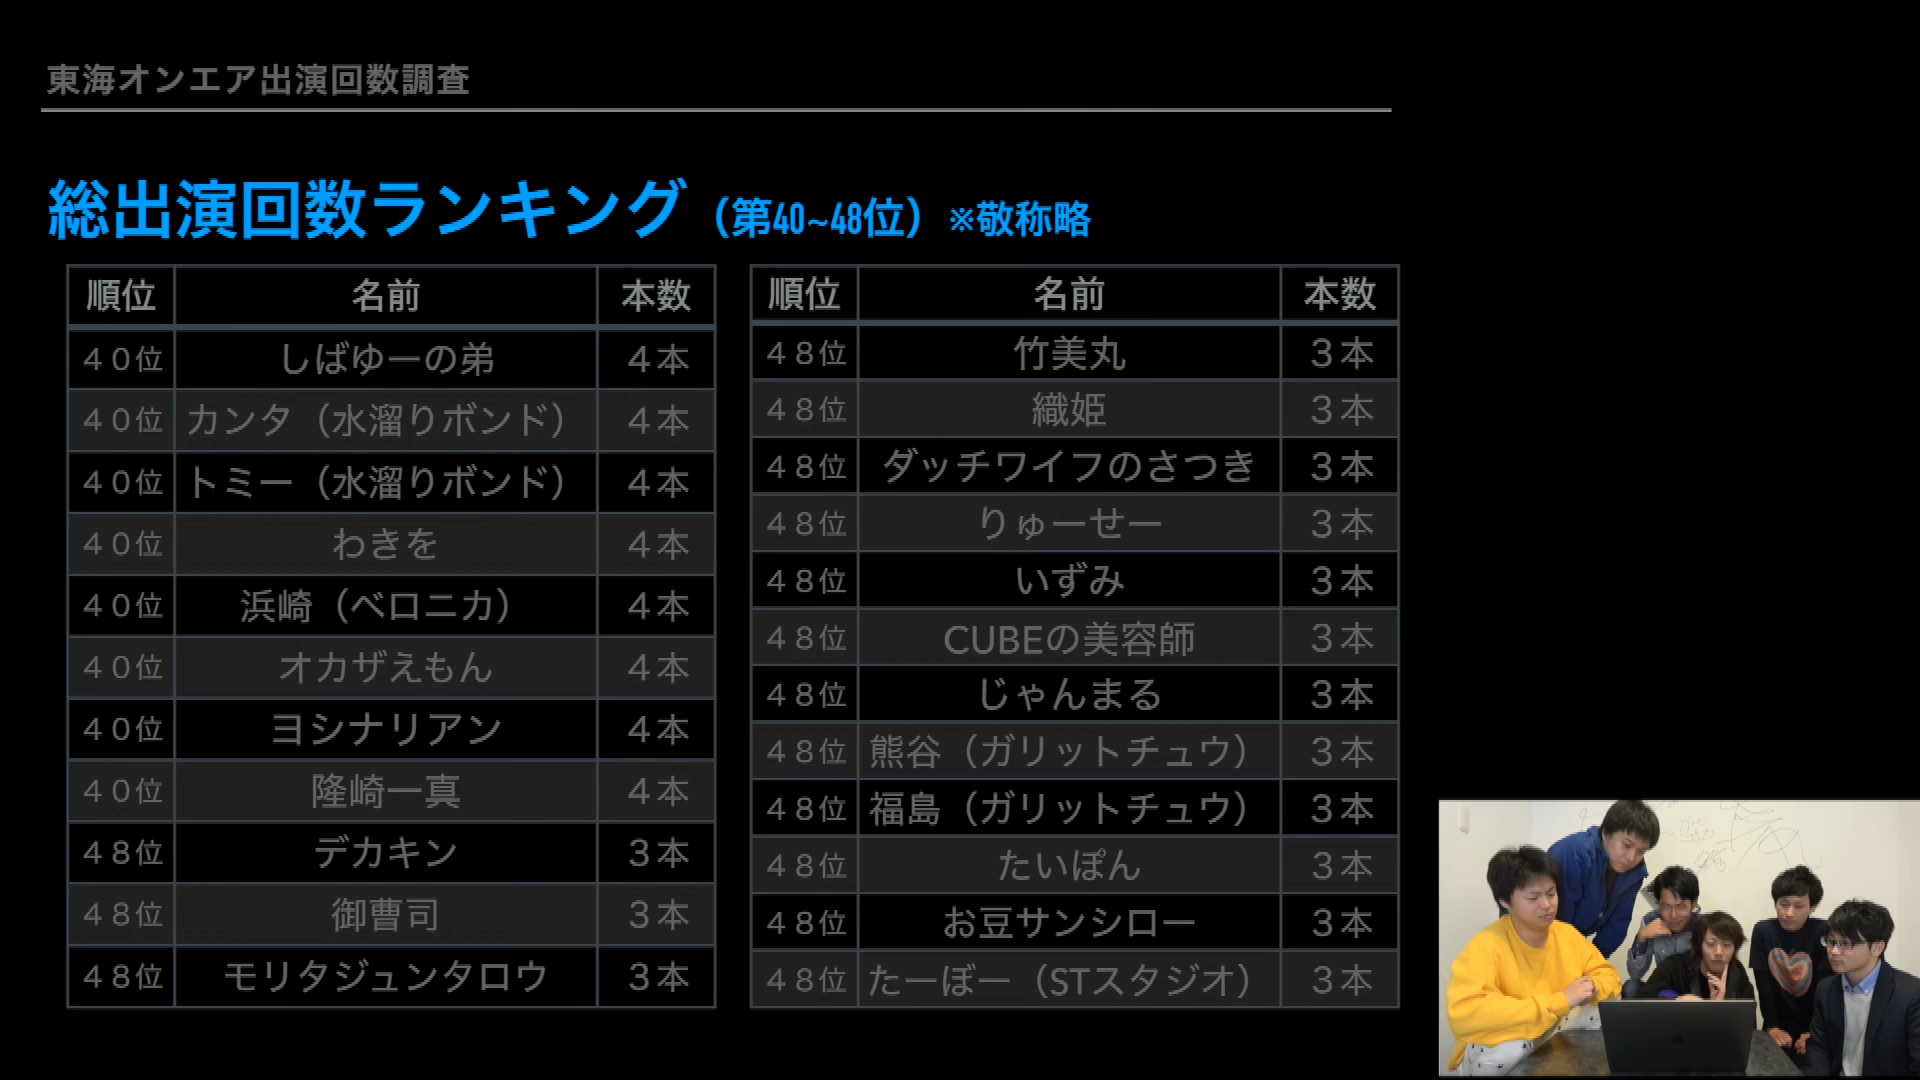 東海オンエア出演回数調査
総出演回数ランキング（第40~48位）※敬称略
順位 名前 本数
４０位 しばゆーの弟 ４本
４０位 カンタ（水溜りボンド） ４本
４０位 トミー（水溜りボンド） ４本
４０位 わきを ４本
４０位 浜崎（ベロニカ） ４本
４０位 オカザえもん ４本
４０位 ヨシナリアン ４本
４０位 隆崎一真 ４本
４８位 デカキン ３本
４８位 御曹司 ３本
４８位 モリタジュンタロウ ３本
順位 名前 本数
４８位 竹美丸 ３本
４８位 織姫 ３本
４８位 ダッチワイフのさつき ３本
４８位 りゅーせー ３本
４８位 いずみ ３本
４８位 CUBEの美容師 ３本
４８位 じゃんまる ３本
４８位 熊谷（ガリットチュウ） ３本
４８位 福島（ガリットチュウ） ３本
４８位 たいぽん ３本
４８位 お豆サンシロー ３本
４８位 たーぼー（STスタジオ） ３本